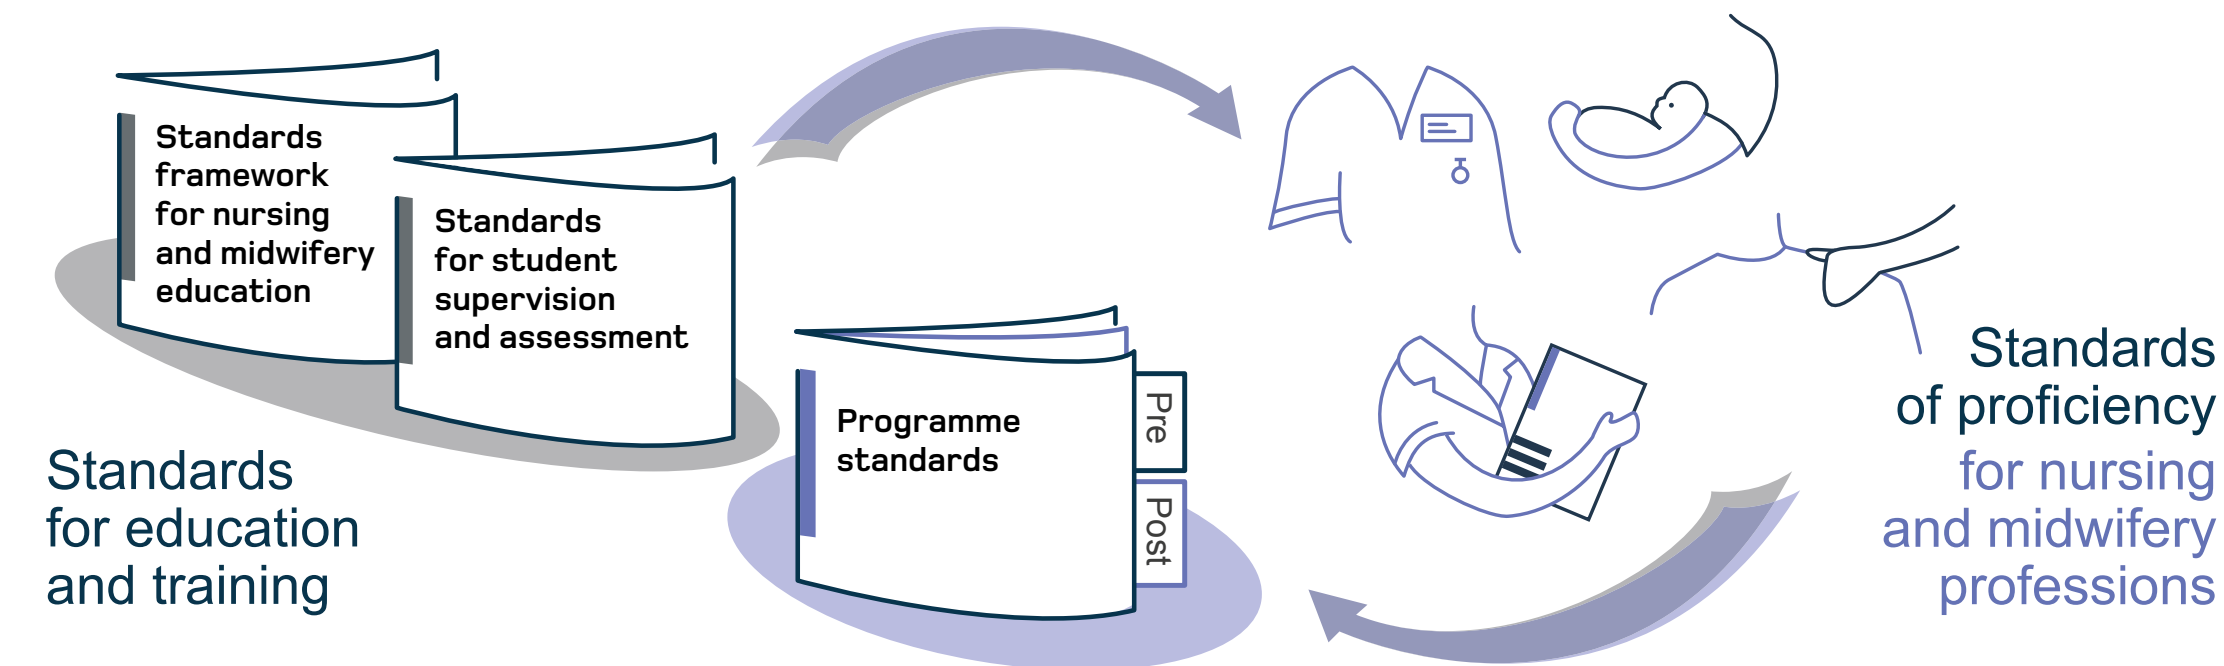 Standards
framework
for nursing
and midwifery
education
Standards
for student
supervision
and assessment
Programme
standards
Pre
Post
Standards
for education
and training
Standards
of proficiency
for nursing
and midwifery
professions